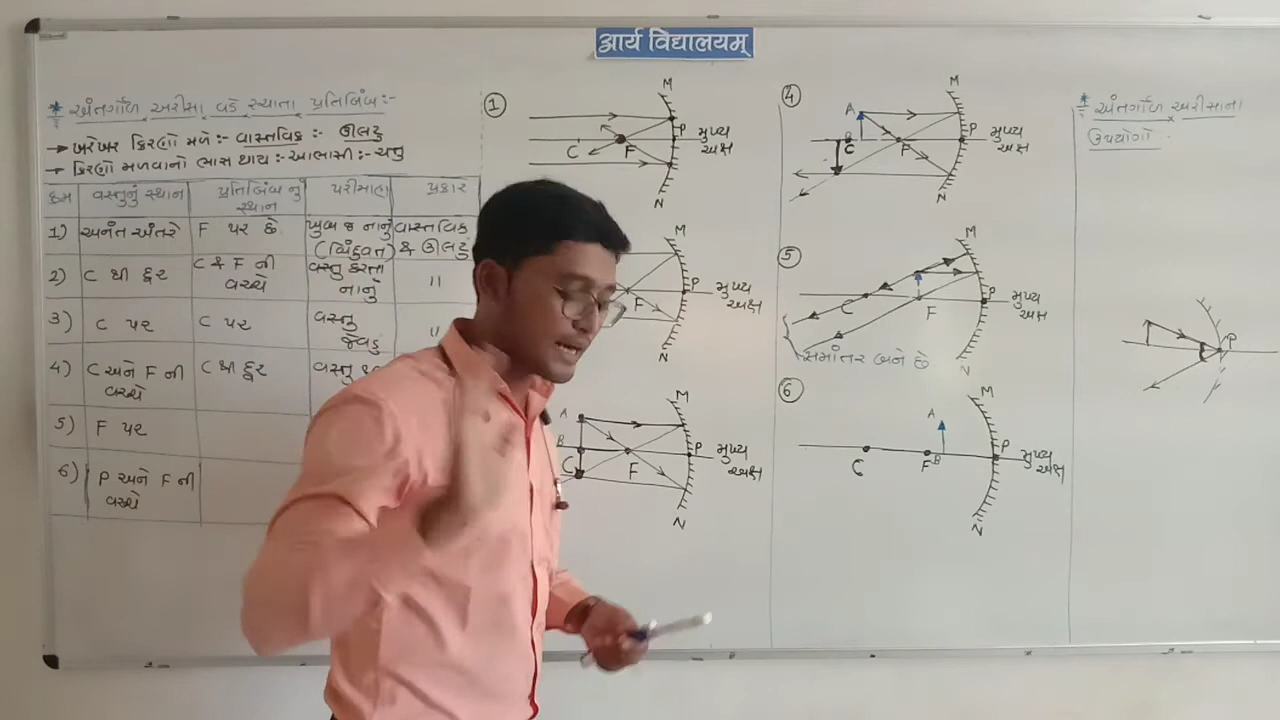 आर्य विद्यालयम्
* અંતર્ગોળ અરીસા વડે રચાતા પ્રતિબિંબ :-
→ ખરેખર કિરણો મળે :- વાસ્તવિક :- ઊલટુ
→ કિરણો મળવાનો ભાસ થાય :- આભાસી :- ચત્તુ
ક્રમ વસ્તુનું સ્થાન પ્રતિબિંબ નું સ્થાન પરીમાણ પ્રકાર
1) અનંત અંતરે F પર છે. ખુબ જ નાનું (બિંદુવત) વાસ્તવિક & ઊલટુ
2) C થી દૂર C & F ની વચ્ચે વસ્તુ કરતા નાનું "
3) C પર C પર વસ્તુ જેવડુ "
4) C અને F ની વચ્ચે C થી દૂર વસ્તુ
5) F પર
6) P અને F ની વચ્ચે
1 M C F P મુખ્ય અક્ષ N
M F P મુખ્ય અક્ષ N
M A B C F P મુખ્ય અક્ષ N
4 M A B C F P મુખ્ય અક્ષ N
5 M C F P મુખ્ય અક્ષ N
સમાંતર બને છે
6 M A C F B P મુખ્ય અક્ષ N
* અંતર્ગોળ અરીસાના
ઉપયોગો :-
P